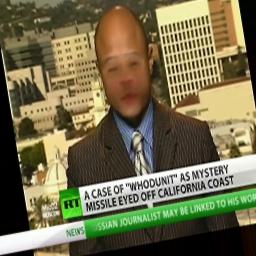 RT
A CASE OF "WHODUNIT" AS MYSTERY
MISSILE EYED OFF CALIFORNIA COAST
NEWS SSIAN JOURNALIST MAY BE LINKED TO HIS WOR